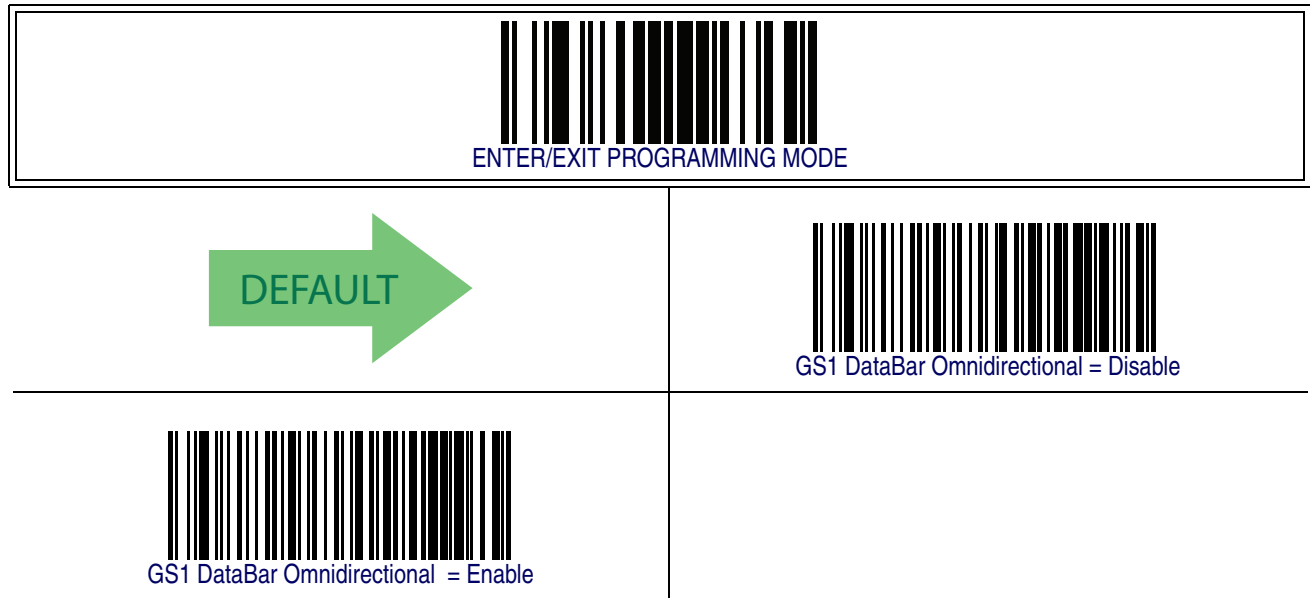 ENTER/EXIT PROGRAMMING MODE
DEFAULT
GS1 DataBar Omnidirectional = Disable
GS1 DataBar Omnidirectional = Enable